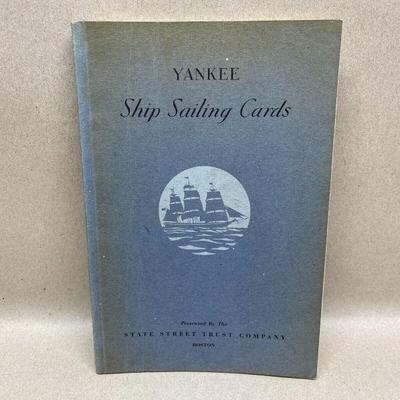 YANKEE
Ship Sailing Cards
Presented By The
STATE STREET TRUST COMPANY
BOSTON